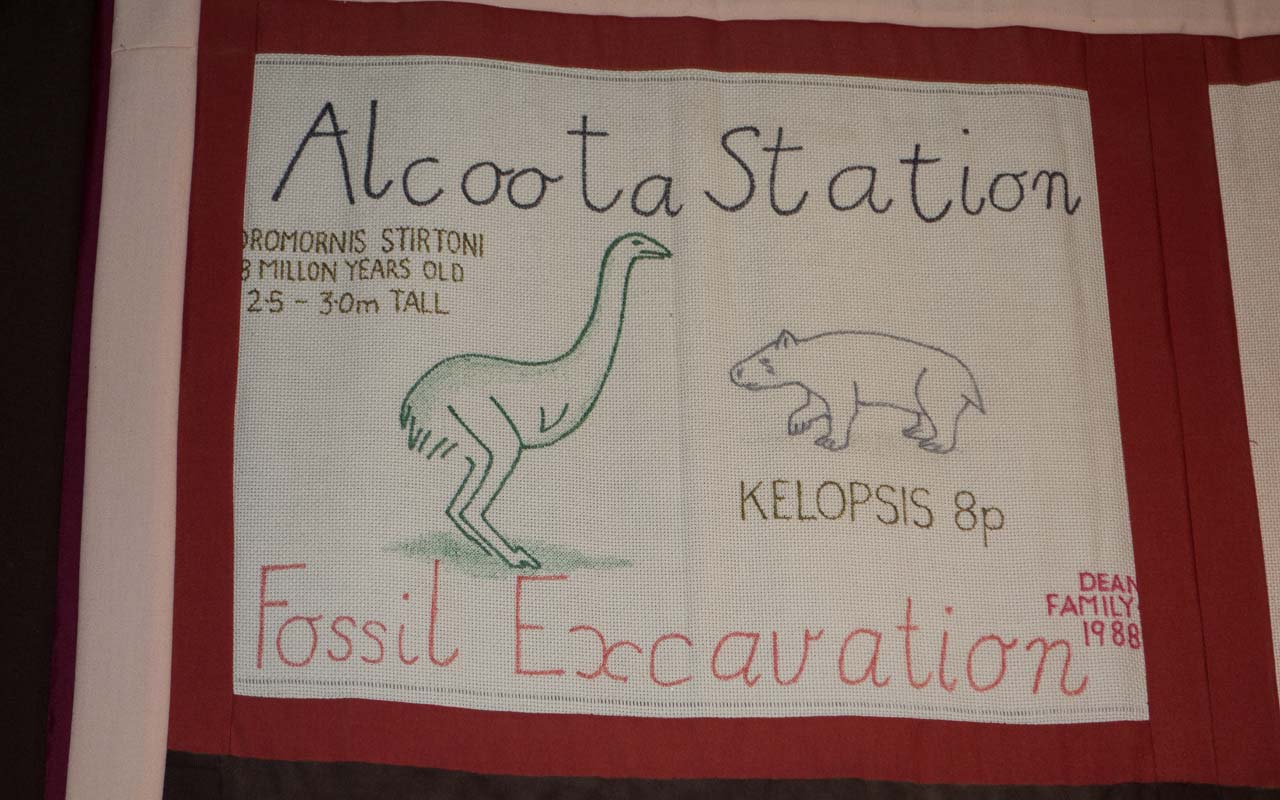 Alcoota Station
DROMORNIS STIRTONI
8 MILLON YEARS OLD
2·5 - 3·0m TALL
KELOPSIS 8p
DEAN
FAMILY
1988
Fossil Excavation